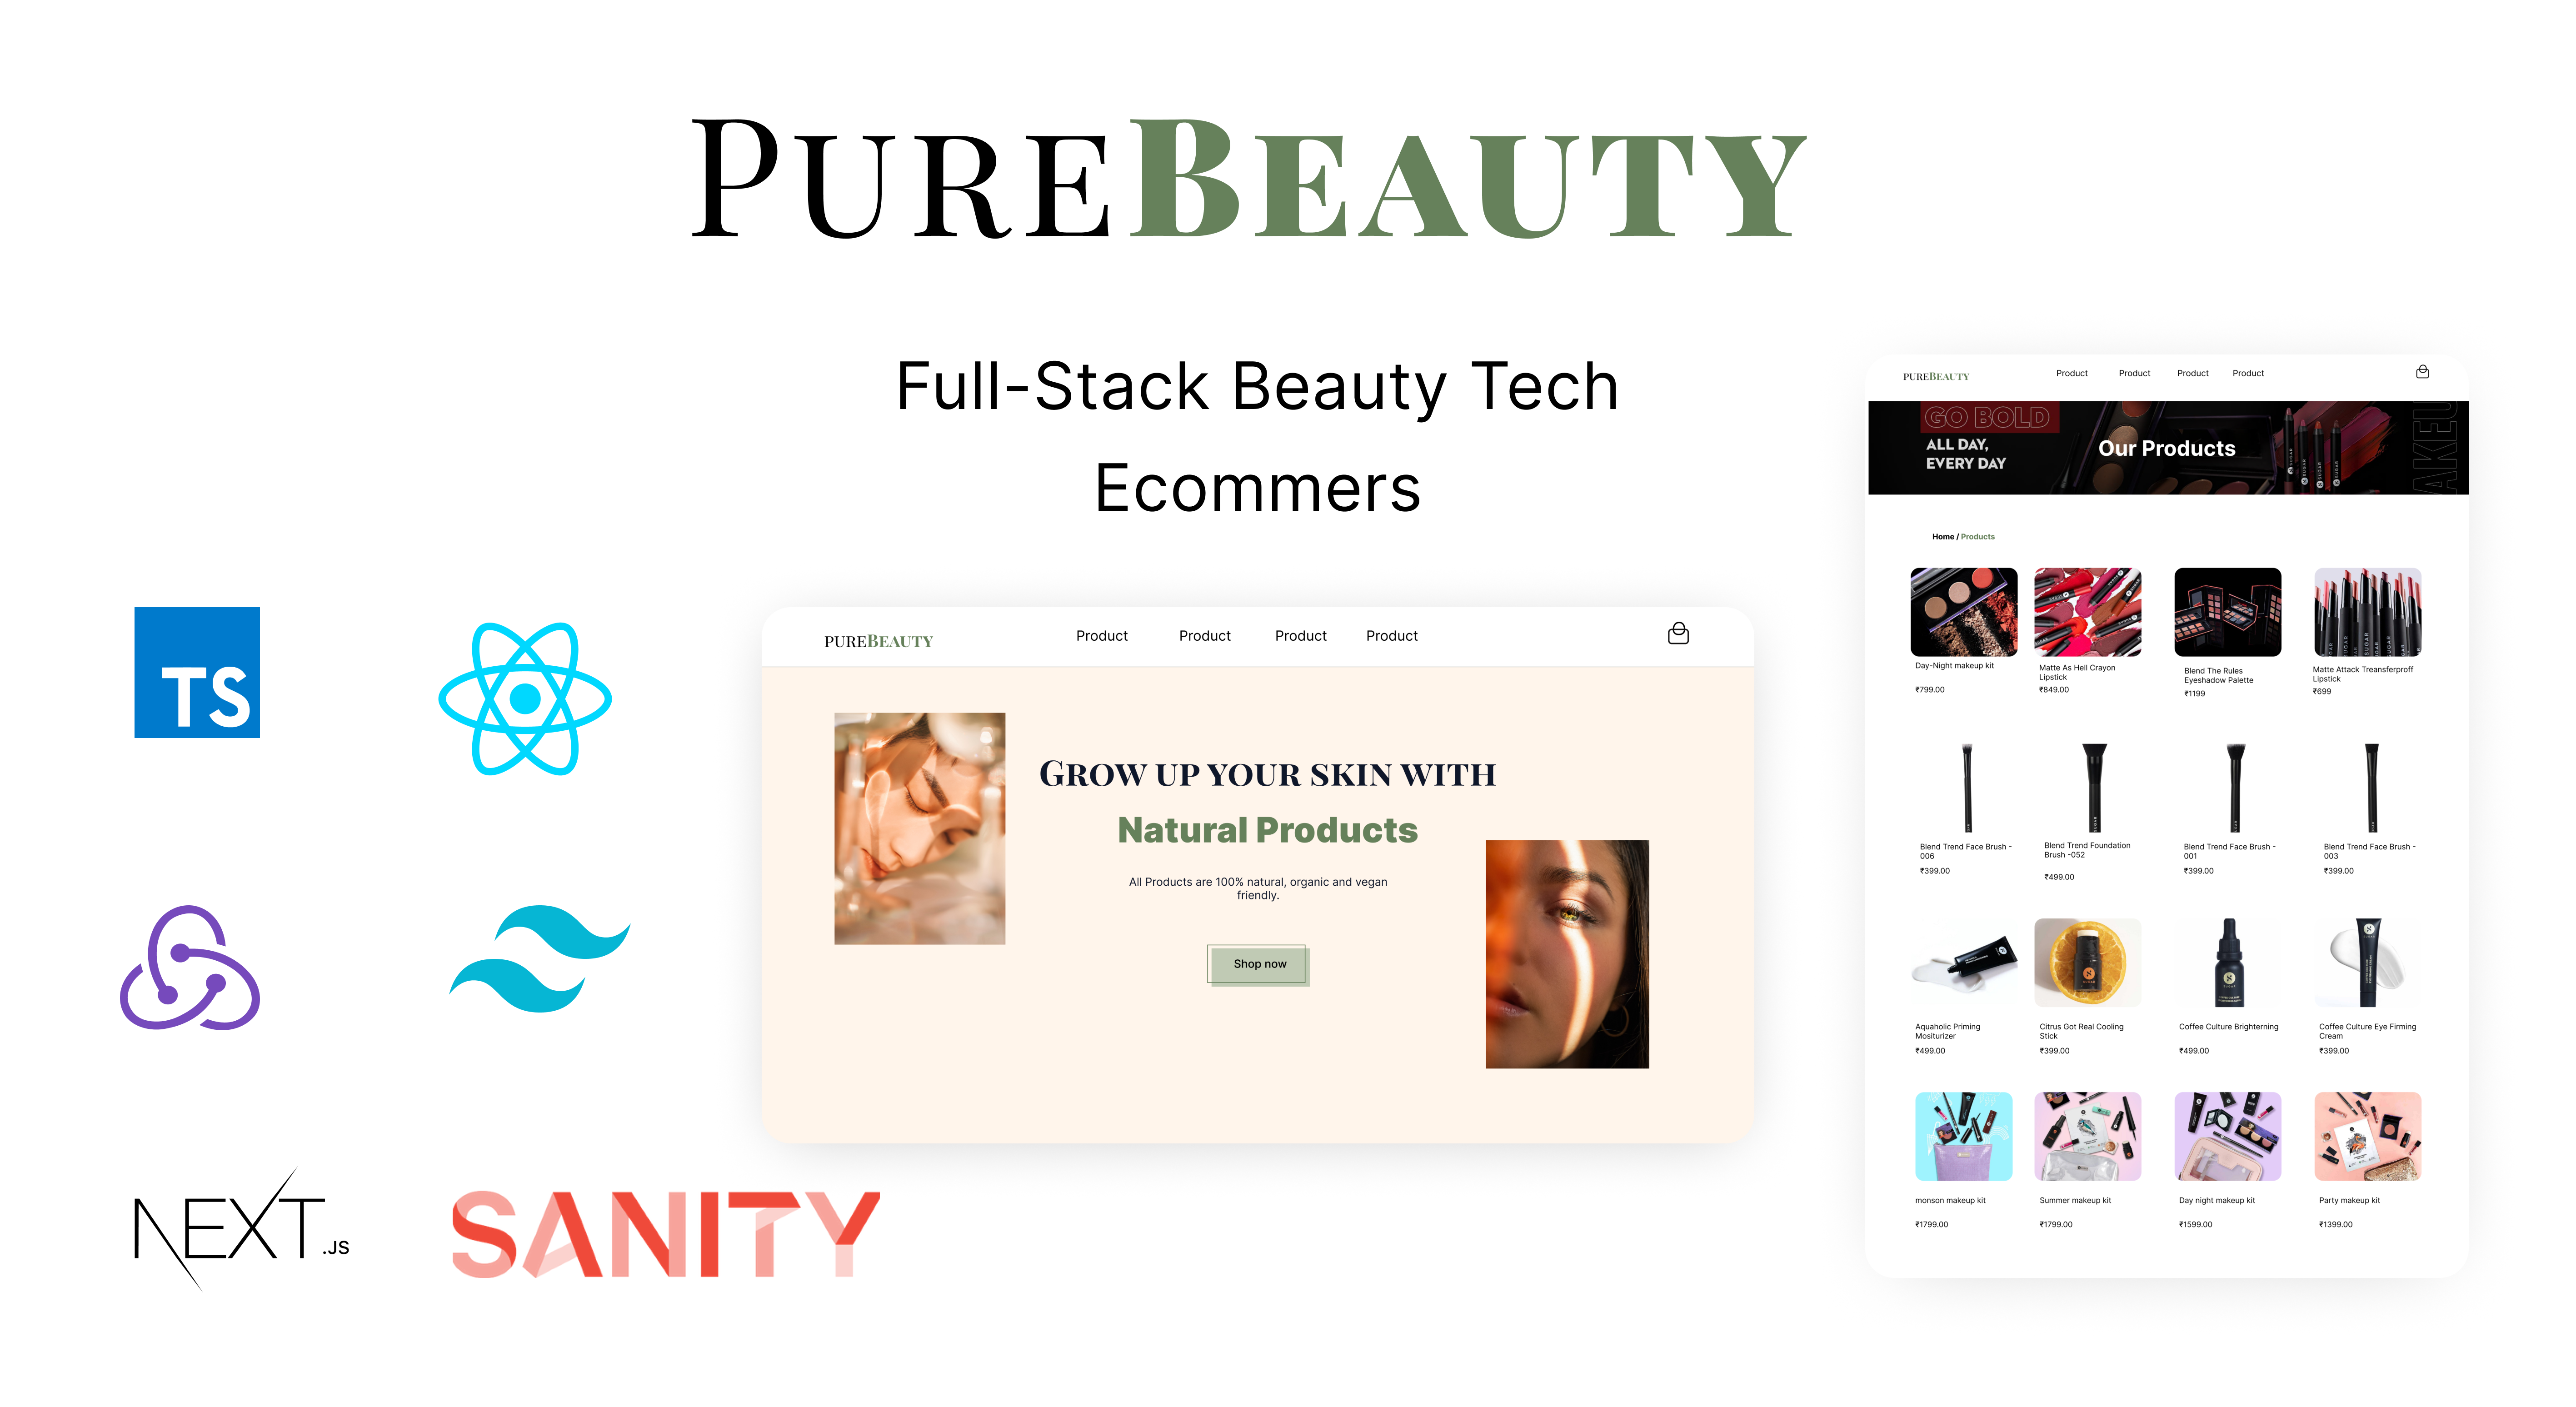 PUREBEAUTY
Full-Stack Beauty Tech
Ecommers
TS
NEXT.JS
SANITY
PUREBEAUTY
Product Product Product Product
GROW UP YOUR SKIN WITH
Natural Products
All Products are 100% natural, organic and vegan
friendly.
Shop now
PUREBEAUTY
Product Product Product Product
GO BOLD
ALL DAY,
EVERY DAY
Our Products
Home / Products
Day-Night makeup kit
₹799.00
Matte As Hell Crayon
Lipstick
₹849.00
Blend The Rules
Eyeshadow Palette
₹1199
Matte Attack Treansferproff
Lipstick
₹699
Blend Trend Face Brush -
006
₹399.00
Blend Trend Foundation
Brush -052
₹499.00
Blend Trend Face Brush -
001
₹399.00
Blend Trend Face Brush -
003
₹399.00
Aquaholic Priming
Mositurizer
₹499.00
Citrus Got Real Cooling
Stick
₹399.00
Coffee Culture Brighterning
₹499.00
Coffee Culture Eye Firming
Cream
₹399.00
monson makeup kit
₹1799.00
Summer makeup kit
₹1799.00
Day night makeup kit
₹1599.00
Party makeup kit
₹1399.00